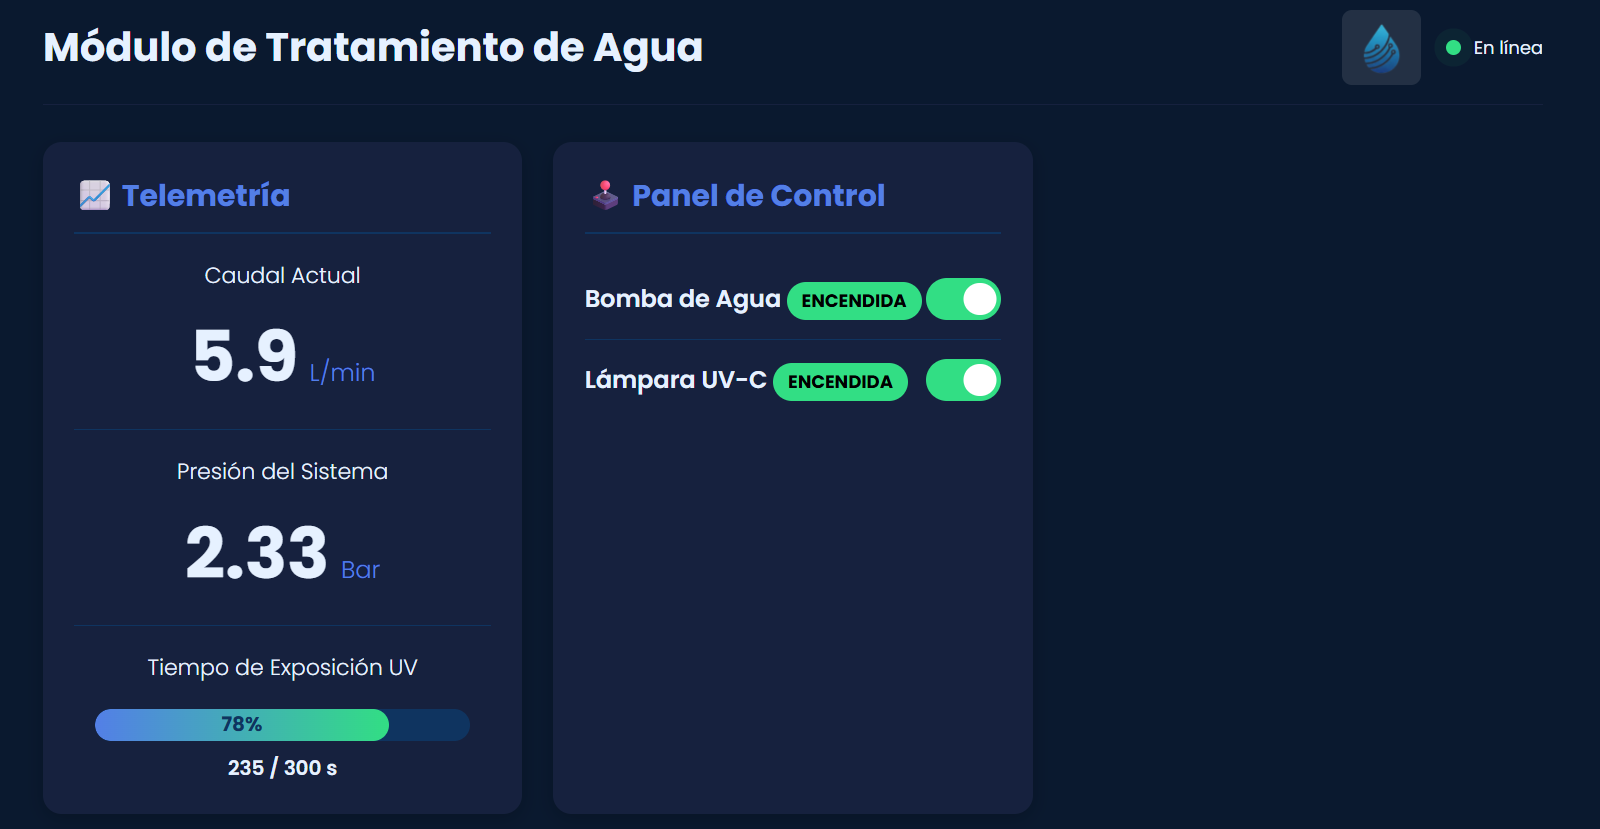 Módulo de Tratamiento de Agua
En línea
Telemetría
Caudal Actual
5.9 L/min
Presión del Sistema
2.33 Bar
Tiempo de Exposición UV
78%
235 / 300 s
Panel de Control
Bomba de Agua ENCENDIDA
Lámpara UV-C ENCENDIDA